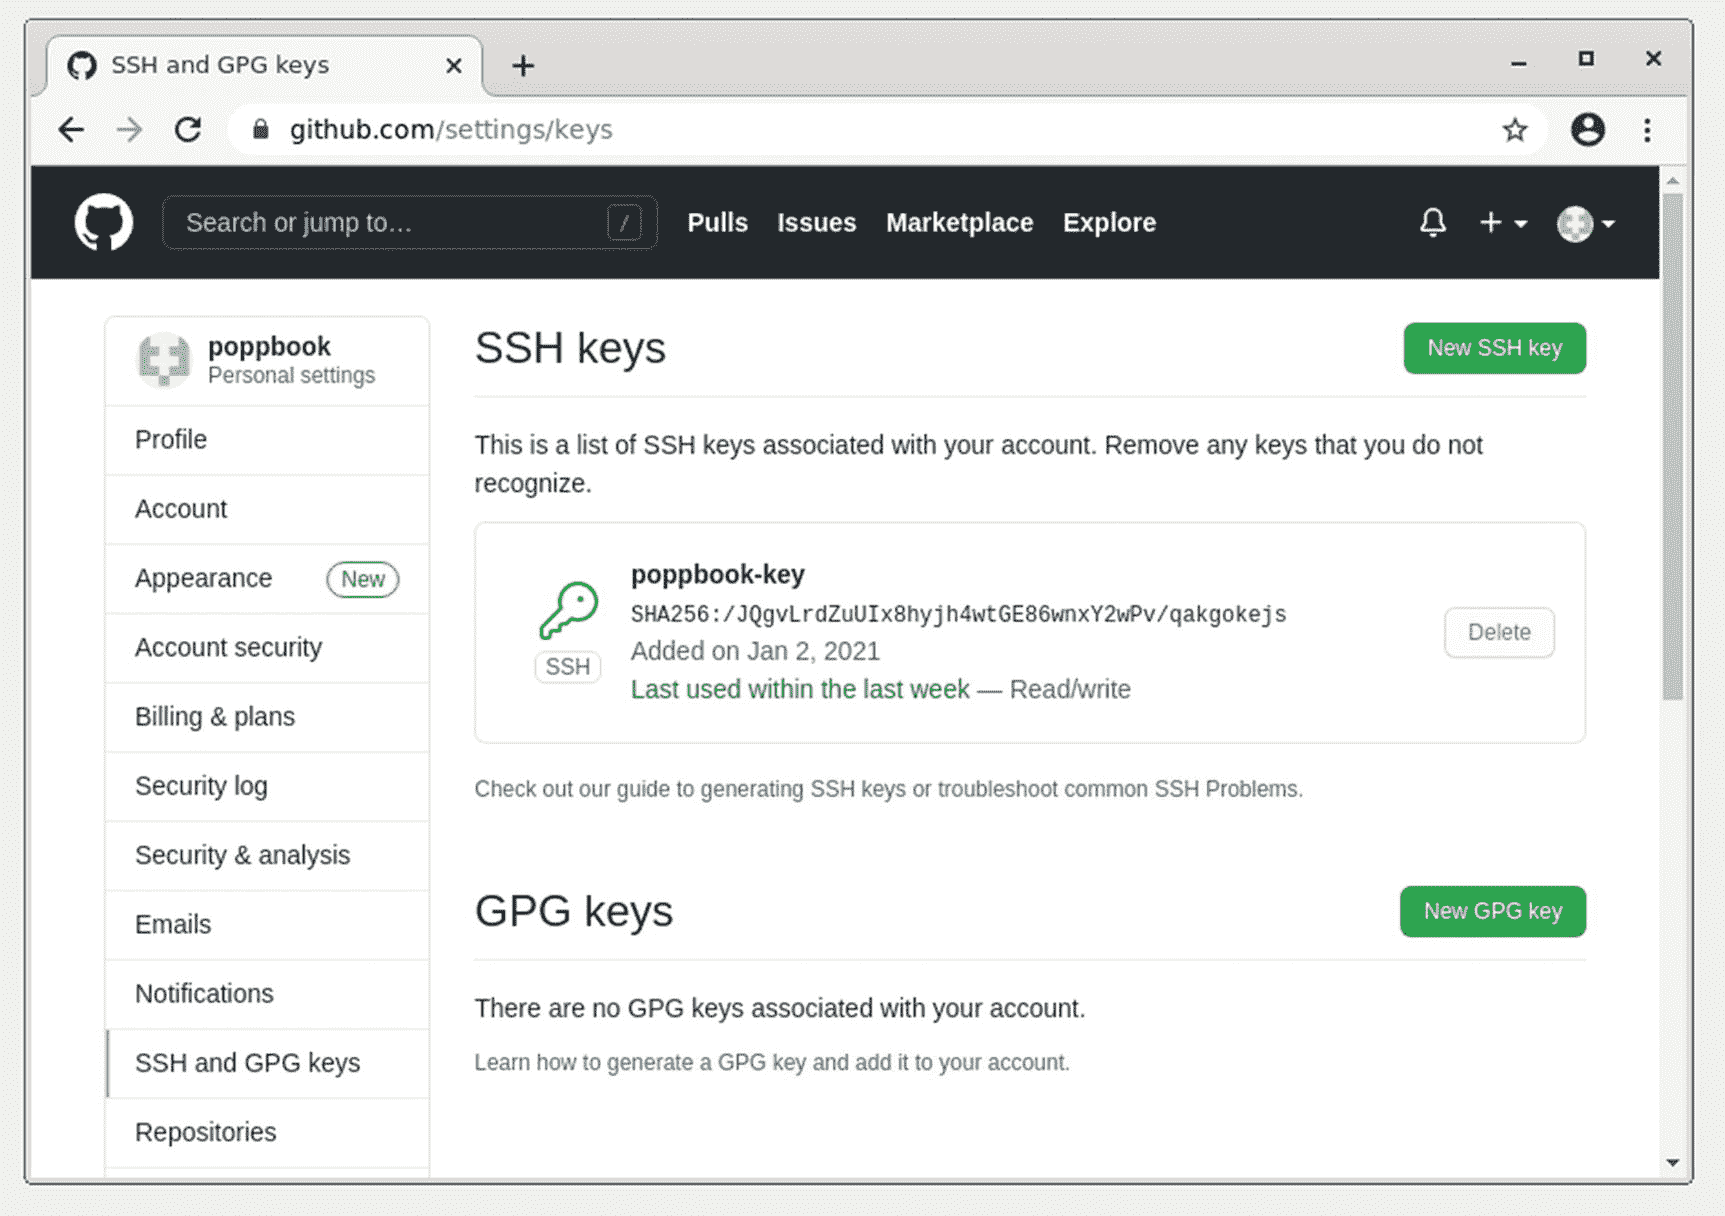 SSH and GPG keys
github.com/settings/keys
Search or jump to…
/
Pulls Issues Marketplace Explore
poppbook
Personal settings
Profile
Account
Appearance New
Account security
Billing & plans
Security log
Security & analysis
Emails
Notifications
SSH and GPG keys
Repositories
SSH keys
New SSH key
This is a list of SSH keys associated with your account. Remove any keys that you do not
recognize.
SSH
poppbook-key
SHA256:/JQgvLrdZuUIx8hyjh4wtGE86wnxY2wPv/qakgokejs
Added on Jan 2, 2021
Last used within the last week — Read/write
Delete
Check out our guide to generating SSH keys or troubleshoot common SSH Problems.
GPG keys
New GPG key
There are no GPG keys associated with your account.
Learn how to generate a GPG key and add it to your account.